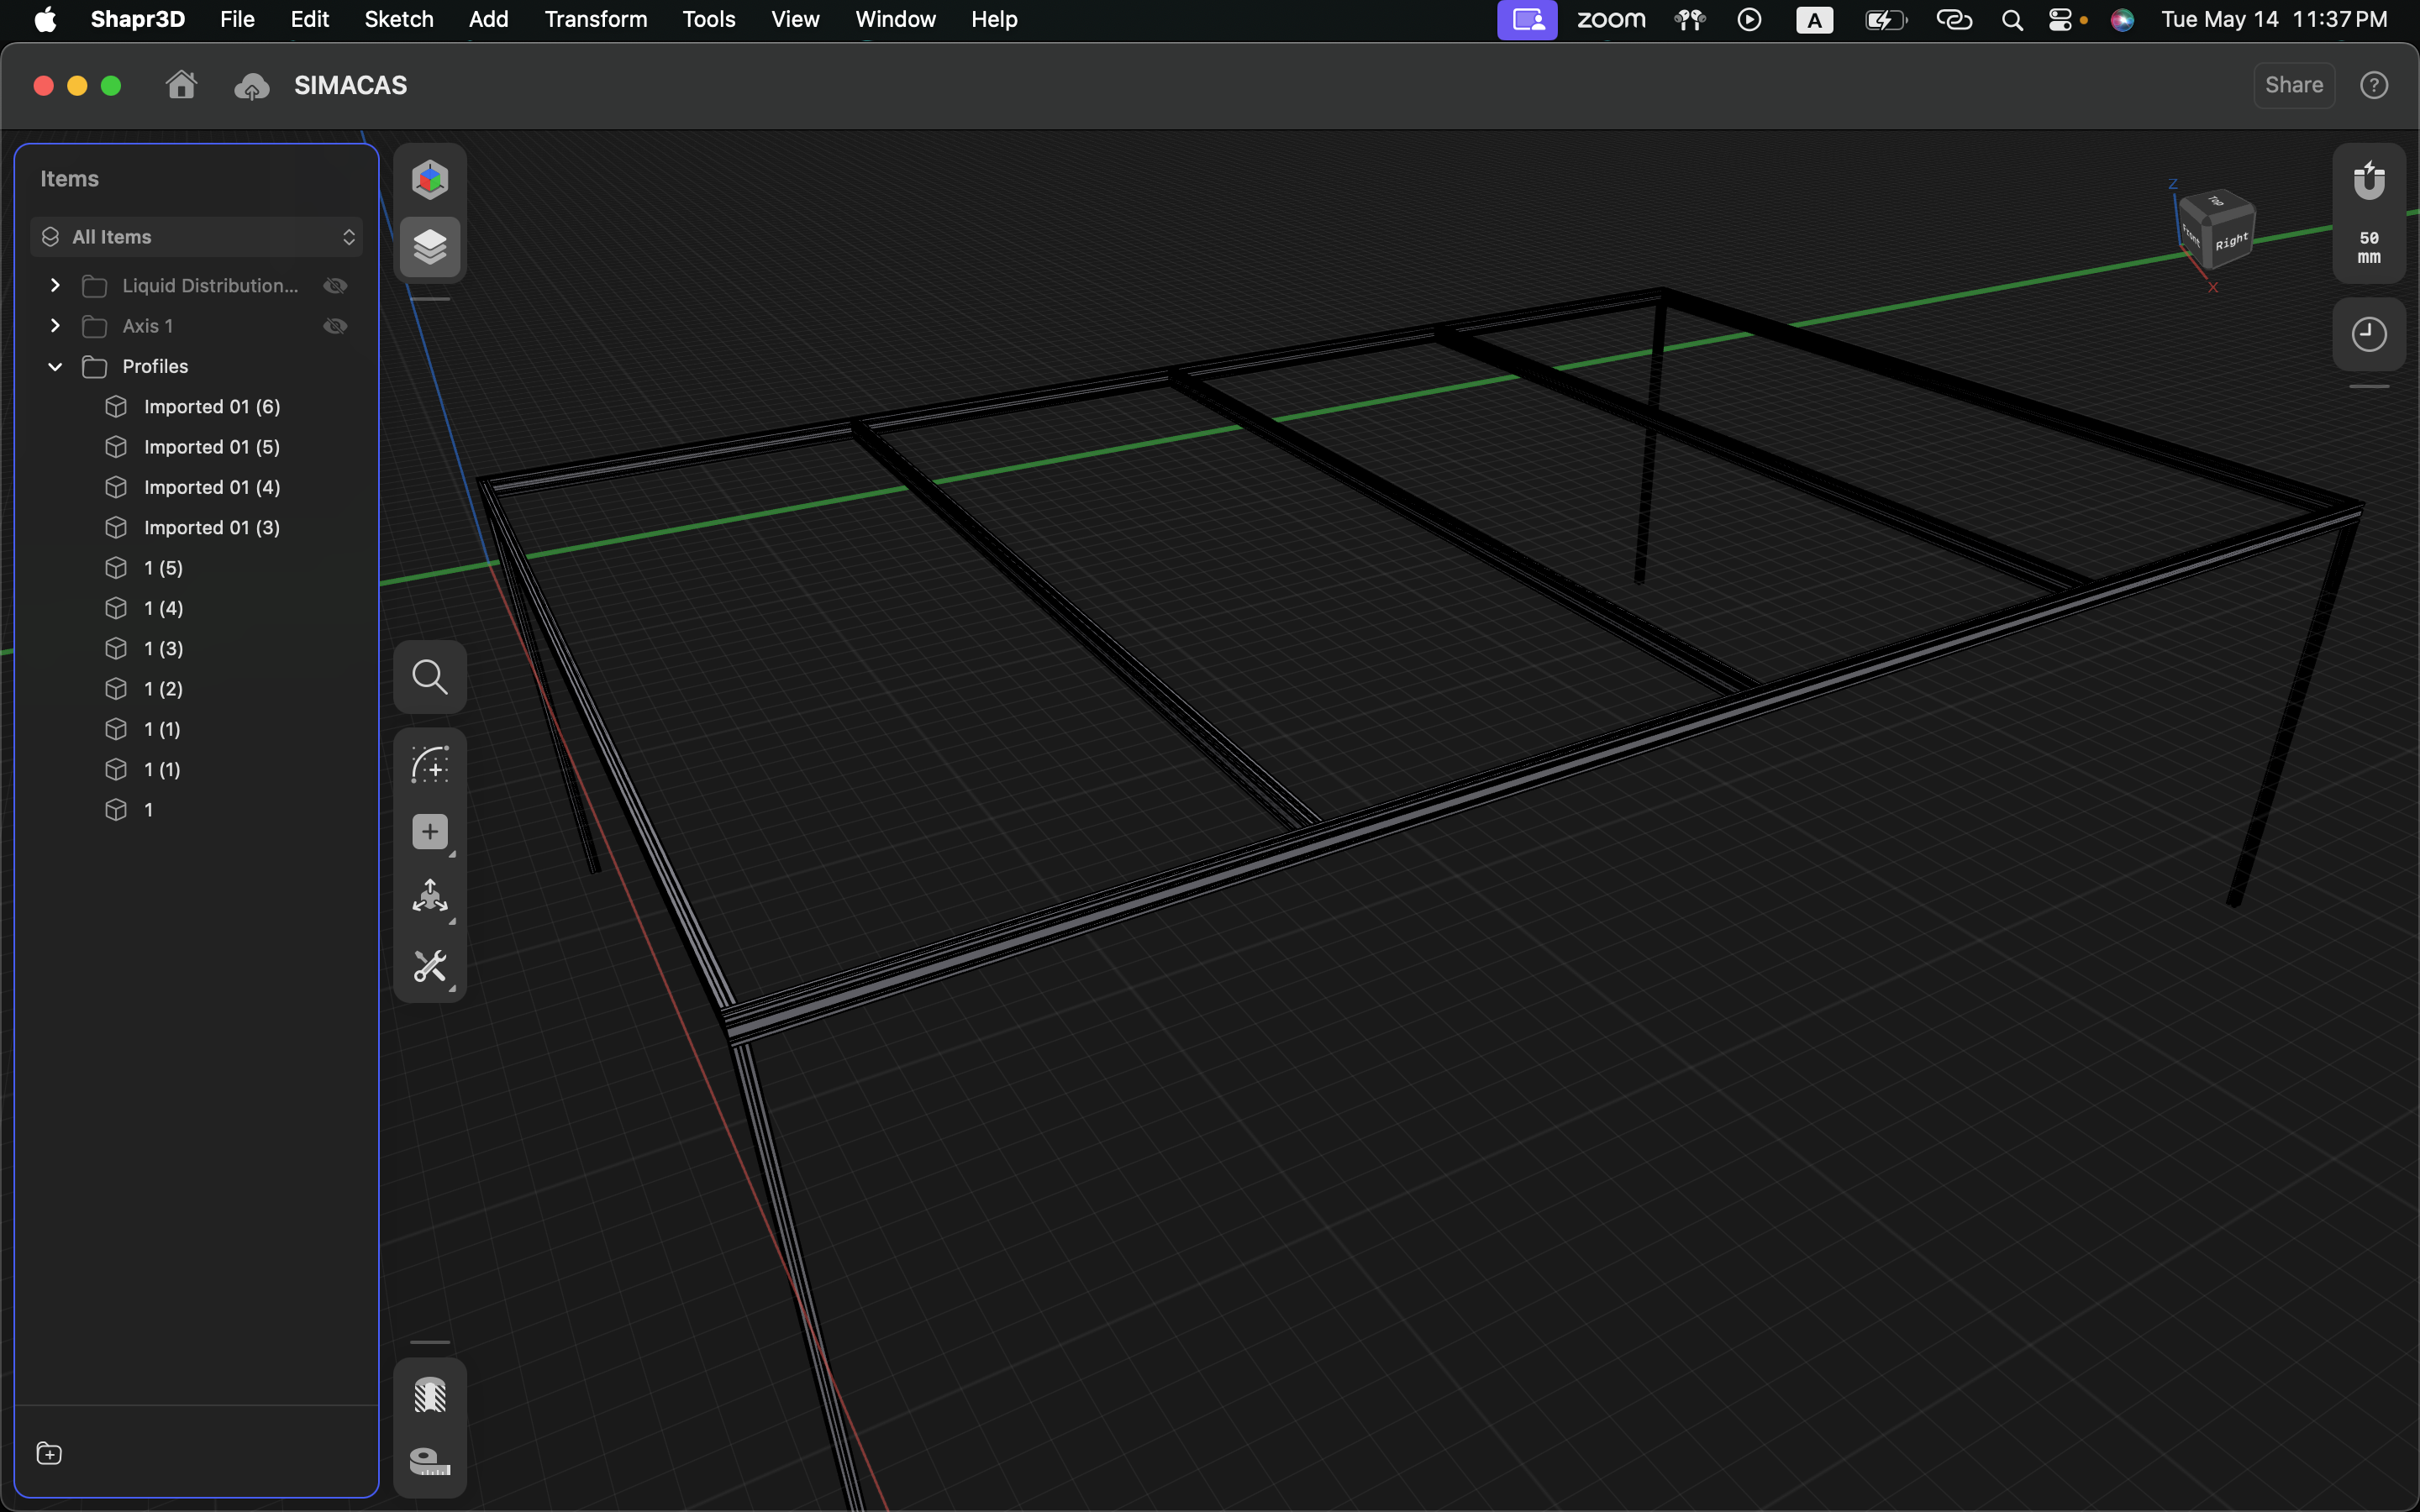 Shapr3D File Edit Sketch Add Transform Tools View Window Help zoom A Tue May 14 11:37 PM
SIMACAS
Share
?
Items
All Items
Liquid Distribution...
Axis 1
Profiles
Imported 01 (6)
Imported 01 (5)
Imported 01 (4)
Imported 01 (3)
1 (5)
1 (4)
1 (3)
1 (2)
1 (1)
1 (1)
1
Z
Top
Front
Right
X
50
mm